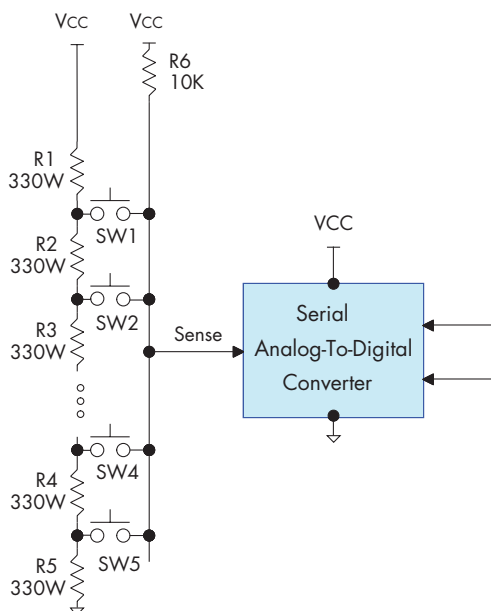 Vcc
Vcc
R6
10K
R1
330W
SW1
R2
330W
SW2
R3
330W
VCC
Sense
Serial
Analog-To-Digital
Converter
SW4
R4
330W
SW5
R5
330W